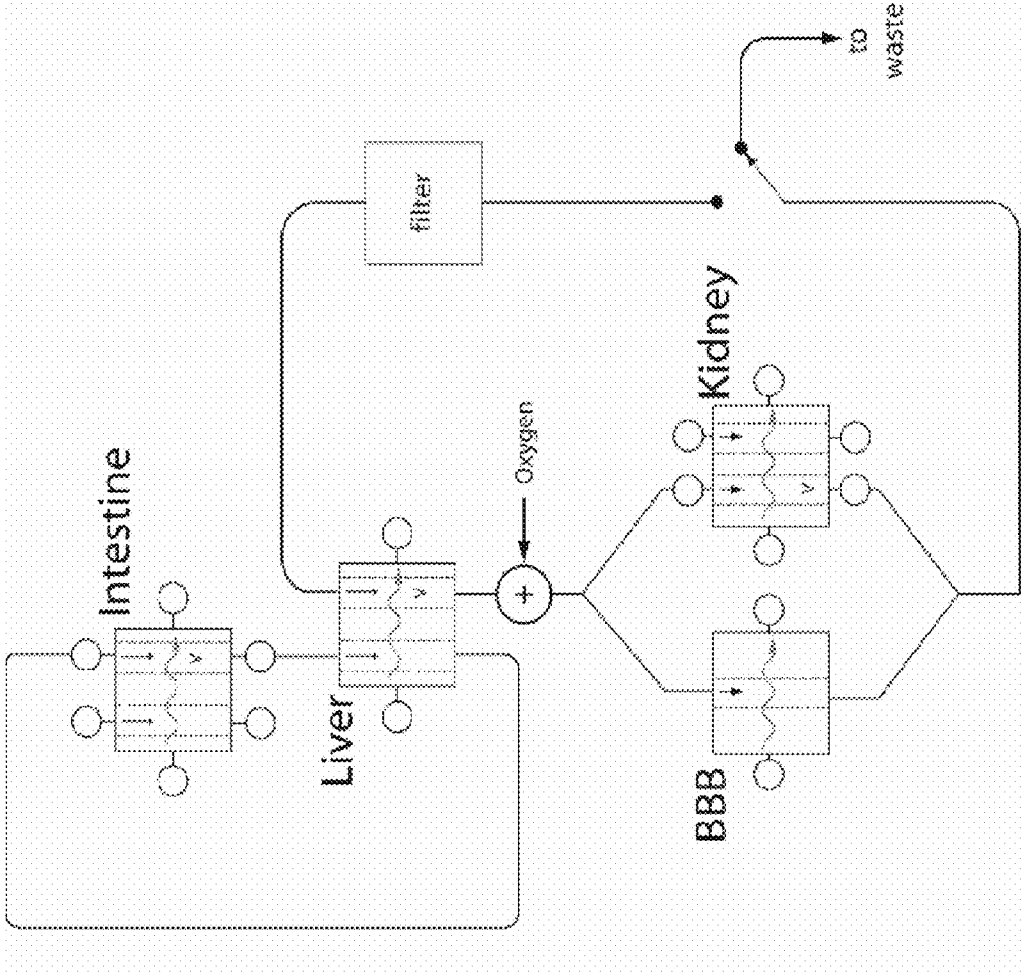 to
waste
filter
Kidney
Oxygen
+
Intestine
V
V
V
Liver
BBB